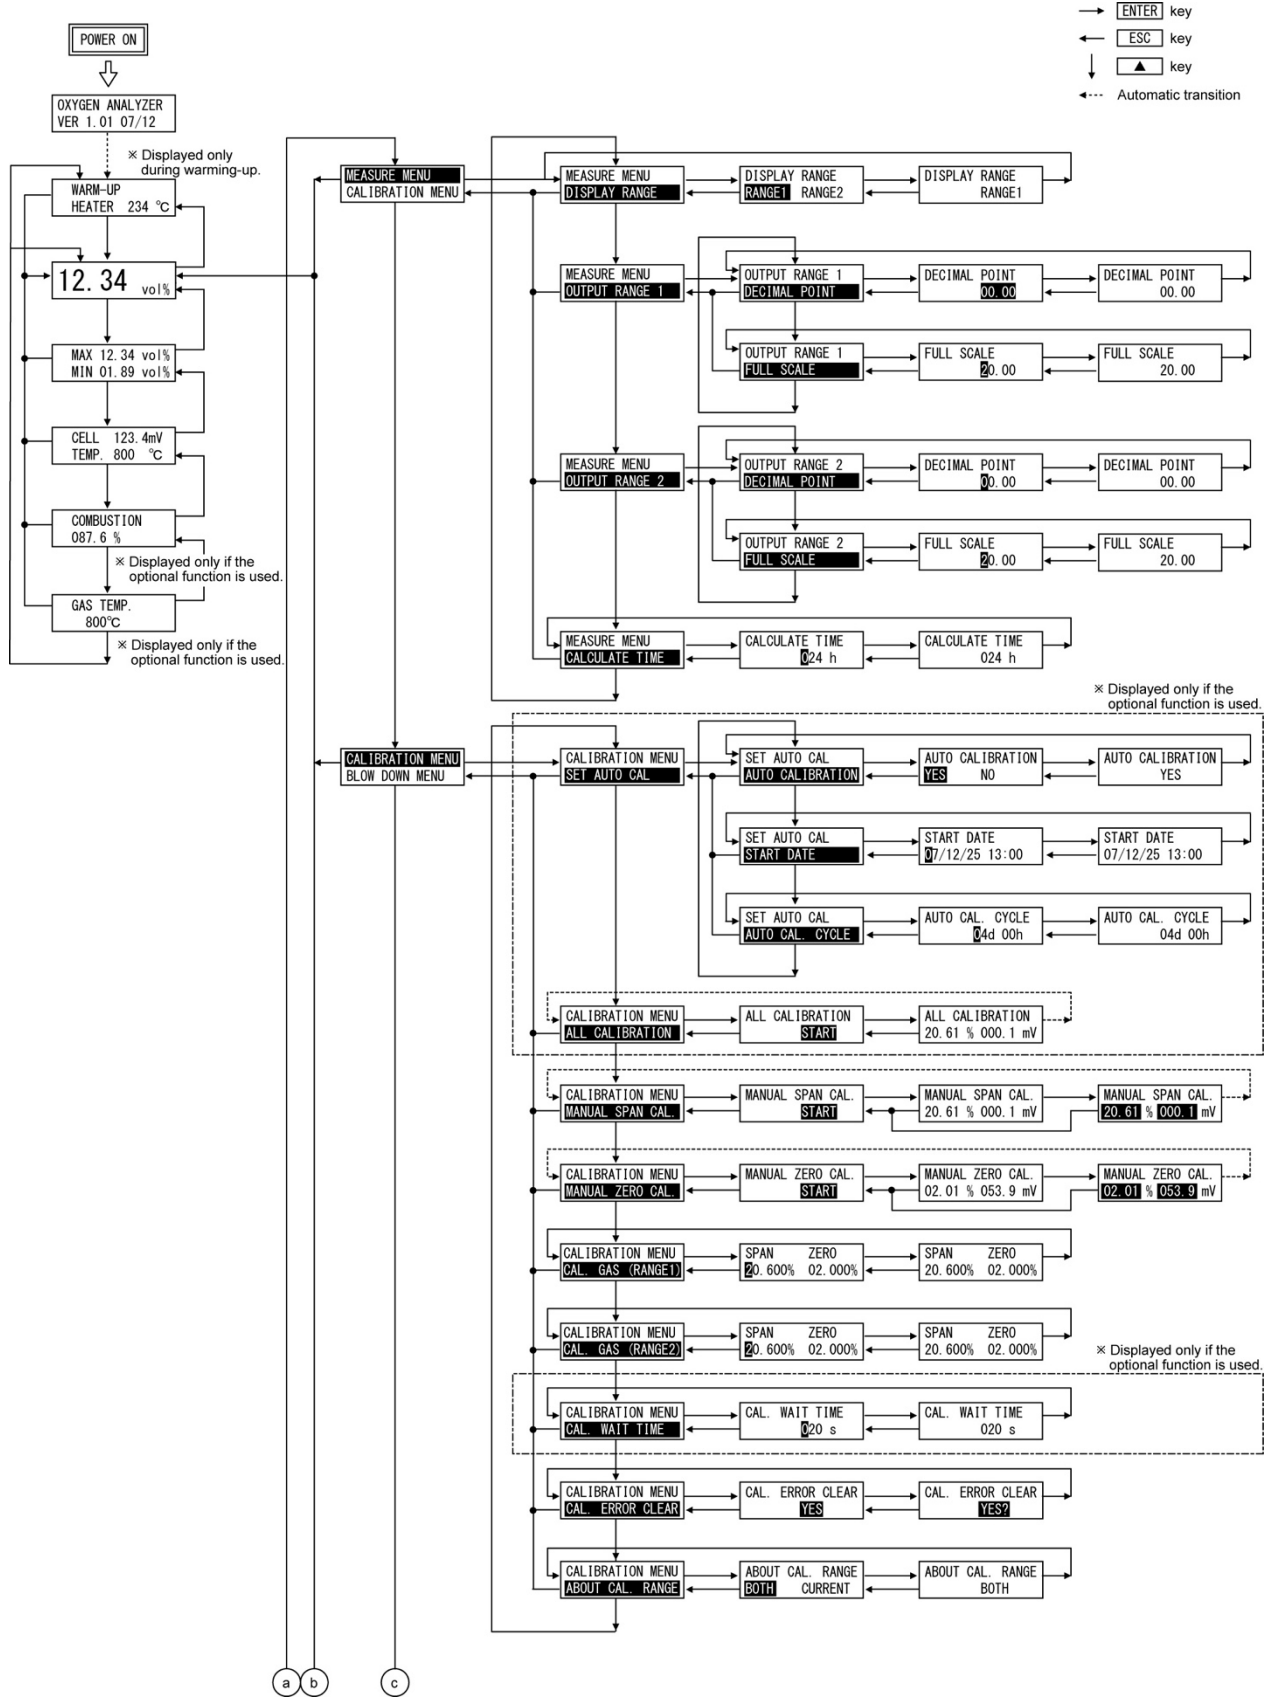 ENTER key
ESC key
▲ key
Automatic transition
POWER ON
OXYGEN ANALYZER
VER 1.01 07/12
※ Displayed only
during warming-up.
WARM-UP
HEATER 234 ℃
12.34 vol%
MAX 12.34 vol%
MIN 01.89 vol%
CELL 123.4mV
TEMP. 800 ℃
COMBUSTION
087.6 %
※ Displayed only if the
optional function is used.
GAS TEMP.
800℃
※ Displayed only if the
optional function is used.
MEASURE MENU
CALIBRATION MENU
MEASURE MENU
DISPLAY RANGE
DISPLAY RANGE
RANGE1 RANGE2
DISPLAY RANGE
RANGE1
MEASURE MENU
OUTPUT RANGE 1
OUTPUT RANGE 1
DECIMAL POINT
DECIMAL POINT
00.00
DECIMAL POINT
00.00
OUTPUT RANGE 1
FULL SCALE
FULL SCALE
20.00
FULL SCALE
20.00
MEASURE MENU
OUTPUT RANGE 2
OUTPUT RANGE 2
DECIMAL POINT
DECIMAL POINT
00.00
DECIMAL POINT
00.00
OUTPUT RANGE 2
FULL SCALE
FULL SCALE
20.00
FULL SCALE
20.00
MEASURE MENU
CALCULATE TIME
CALCULATE TIME
024 h
CALCULATE TIME
024 h
※ Displayed only if the
optional function is used.
CALIBRATION MENU
BLOW DOWN MENU
CALIBRATION MENU
SET AUTO CAL
SET AUTO CAL
AUTO CALIBRATION
AUTO CALIBRATION
YES NO
AUTO CALIBRATION
YES
SET AUTO CAL
START DATE
START DATE
07/12/25 13:00
START DATE
07/12/25 13:00
SET AUTO CAL
AUTO CAL. CYCLE
AUTO CAL. CYCLE
04d 00h
AUTO CAL. CYCLE
04d 00h
CALIBRATION MENU
ALL CALIBRATION
ALL CALIBRATION
START
ALL CALIBRATION
20.61 % 000.1 mV
CALIBRATION MENU
MANUAL SPAN CAL.
MANUAL SPAN CAL.
START
MANUAL SPAN CAL.
20.61 % 000.1 mV
MANUAL SPAN CAL.
20.61 % 000.1 mV
CALIBRATION MENU
MANUAL ZERO CAL.
MANUAL ZERO CAL.
START
MANUAL ZERO CAL.
02.01 % 053.9 mV
MANUAL ZERO CAL.
02.01 % 053.9 mV
CALIBRATION MENU
CAL. GAS (RANGE1)
SPAN ZERO
20.600% 02.000%
SPAN ZERO
20.600% 02.000%
CALIBRATION MENU
CAL. GAS (RANGE2)
SPAN ZERO
20.600% 02.000%
SPAN ZERO
20.600% 02.000%
※ Displayed only if the
optional function is used.
CALIBRATION MENU
CAL. WAIT TIME
CAL. WAIT TIME
020 s
CAL. WAIT TIME
020 s
CALIBRATION MENU
CAL. ERROR CLEAR
CAL. ERROR CLEAR
YES
CAL. ERROR CLEAR
YES?
CALIBRATION MENU
ABOUT CAL. RANGE
ABOUT CAL. RANGE
BOTH CURRENT
ABOUT CAL. RANGE
BOTH
a b c